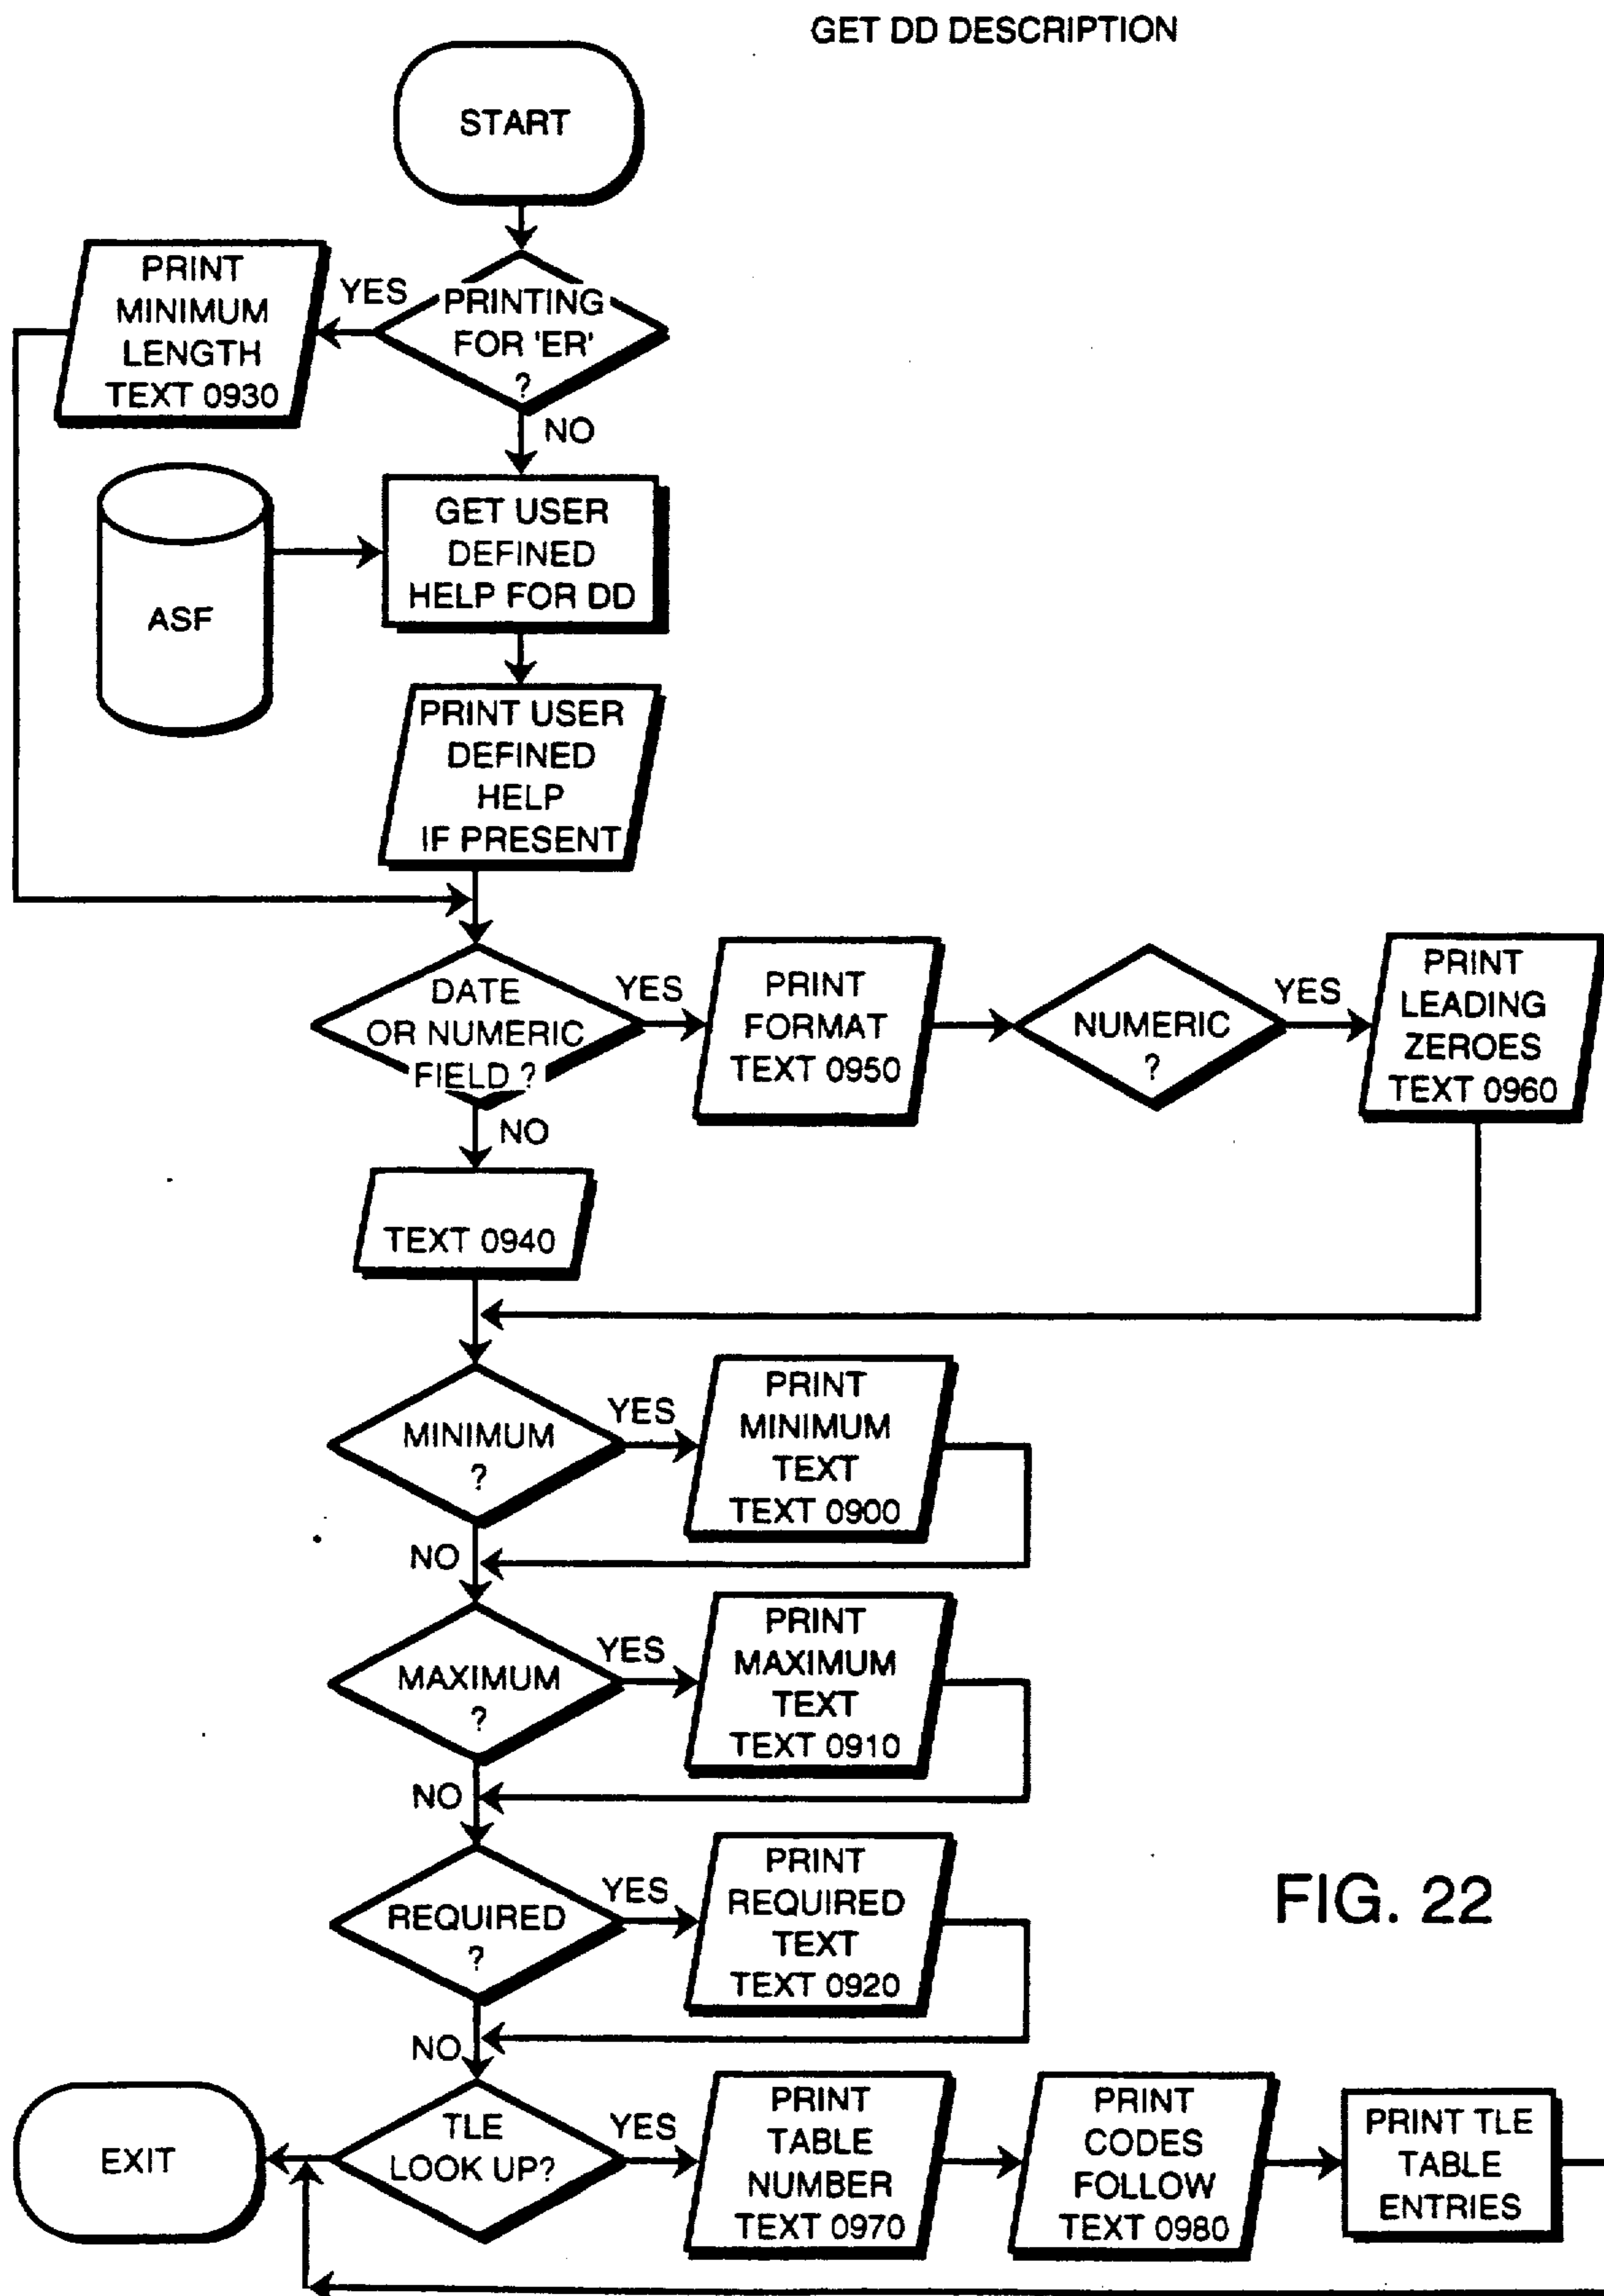 GET DD DESCRIPTION
START
PRINT
MINIMUM
LENGTH
TEXT 0930
YES
PRINTING
FOR 'ER'
?
NO
ASF
GET USER
DEFINED
HELP FOR DD
PRINT USER
DEFINED
HELP
IF PRESENT
DATE
OR NUMERIC
FIELD ?
YES
PRINT
FORMAT
TEXT 0950
NUMERIC
?
YES
PRINT
LEADING
ZEROES
TEXT 0960
NO
TEXT 0940
MINIMUM
?
YES
PRINT
MINIMUM
TEXT
TEXT 0900
NO
MAXIMUM
?
YES
PRINT
MAXIMUM
TEXT
TEXT 0910
NO
REQUIRED
?
YES
PRINT
REQUIRED
TEXT
TEXT 0920
FIG. 22
NO
EXIT
TLE
LOOK UP?
YES
PRINT
TABLE
NUMBER
TEXT 0970
PRINT
CODES
FOLLOW
TEXT 0980
PRINT TLE
TABLE
ENTRIES